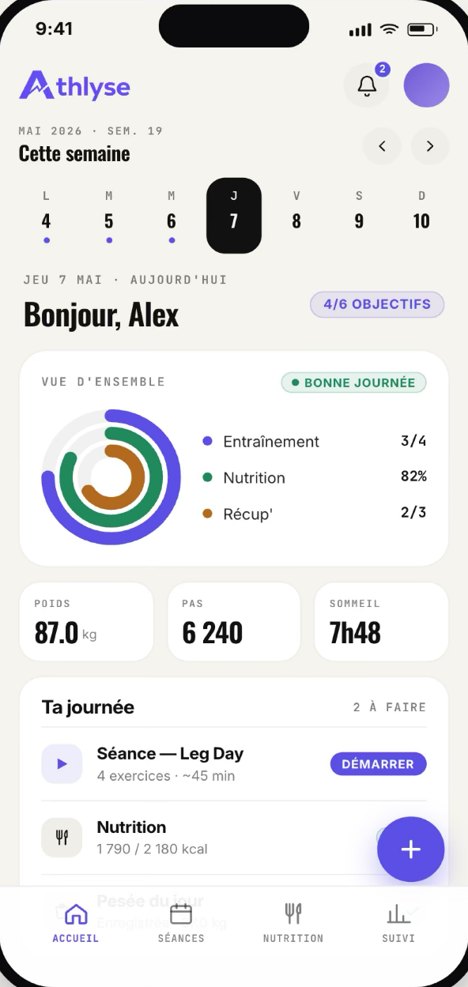 9:41
Athlyse
2
MAI 2026 · SEM. 19
Cette semaine
L M M J V S D
4 5 6 7 8 9 10
JEU 7 MAI · AUJOURD'HUI
Bonjour, Alex
4/6 OBJECTIFS
VUE D'ENSEMBLE
BONNE JOURNÉE
Entraînement 3/4
Nutrition 82%
Récup' 2/3
POIDS PAS SOMMEIL
87.0 kg 6 240 7h48
Ta journée 2 À FAIRE
Séance — Leg Day
4 exercices · ~45 min
DÉMARRER
Nutrition
1 790 / 2 180 kcal
Pesée du jour
ACCUEIL SÉANCES NUTRITION SUIVI